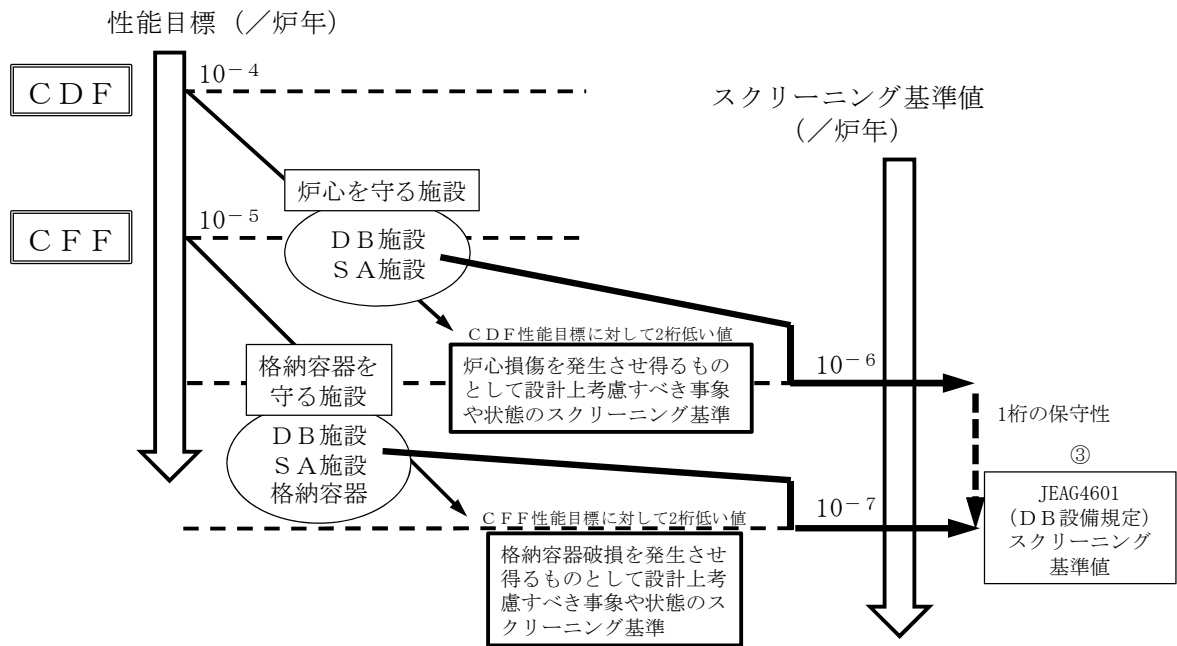 性能目標（／炉年）
ＣＤＦ
10－4
スクリーニング基準値
（／炉年）
炉心を守る施設
ＣＦＦ
10－5
ＤＢ施設
ＳＡ施設
ＣＤＦ性能目標に対して2桁低い値
炉心損傷を発生させ得るもの
として設計上考慮すべき事象
や状態のスクリーニング基準
10－6
格納容器を
守る施設
1桁の保守性
ＤＢ施設
ＳＡ施設
格納容器
③
JEAG4601
（ＤＢ設備規定）
スクリーニング
基準値
ＣＦＦ性能目標に対して2桁低い値
10－7
格納容器破損を発生させ
得るものとして設計上考
慮すべき事象や状態のス
クリーニング基準